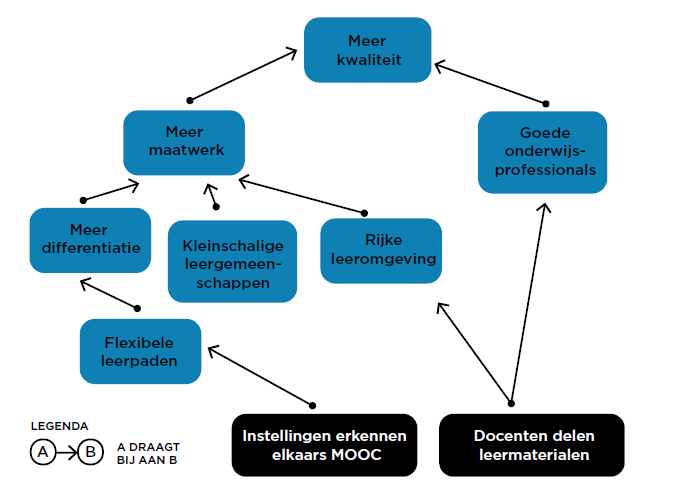 Meer
kwaliteit
Meer
maatwerk
Goede
onderwijs-
professionals
Meer
differentiatie
Kleinschalige
leergemeen-
schappen
Rijke
leeromgeving
Flexibele
leerpaden
Instellingen erkennen
elkaars MOOC
Docenten delen
leermaterialen
LEGENDA
A
B
A DRAAGT
BIJ AAN B